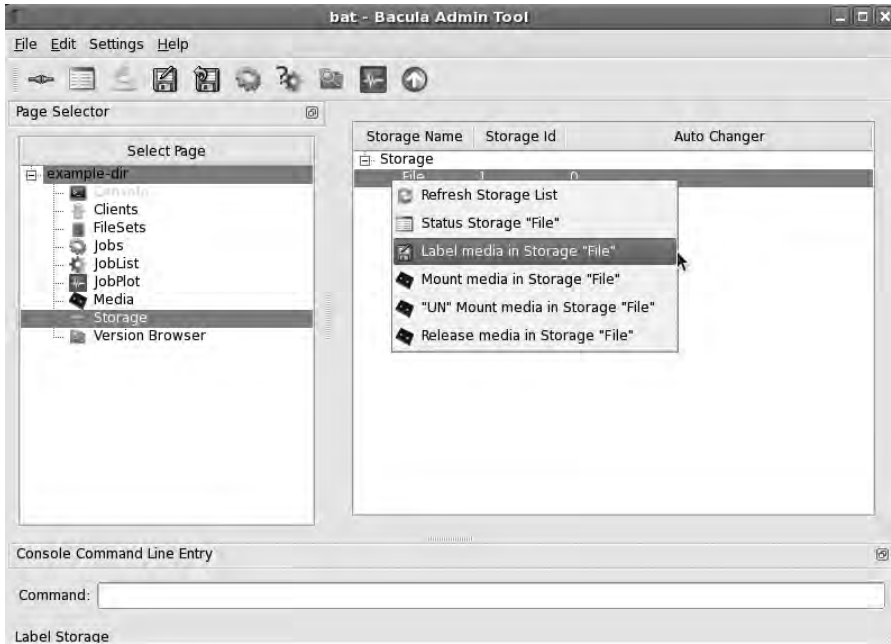 bat - Bacula Admin Tool
File Edit Settings Help
Page Selector
Select Page
example-dir
Console
Clients
FileSets
Jobs
JobList
JobPlot
Media
Storage
Version Browser
Storage Name Storage Id Auto Changer
Storage
File 1 0
Refresh Storage List
Status Storage "File"
Label media in Storage "File"
Mount media in Storage "File"
"UN" Mount media in Storage "File"
Release media in Storage "File"
Console Command Line Entry
Command:
Label Storage